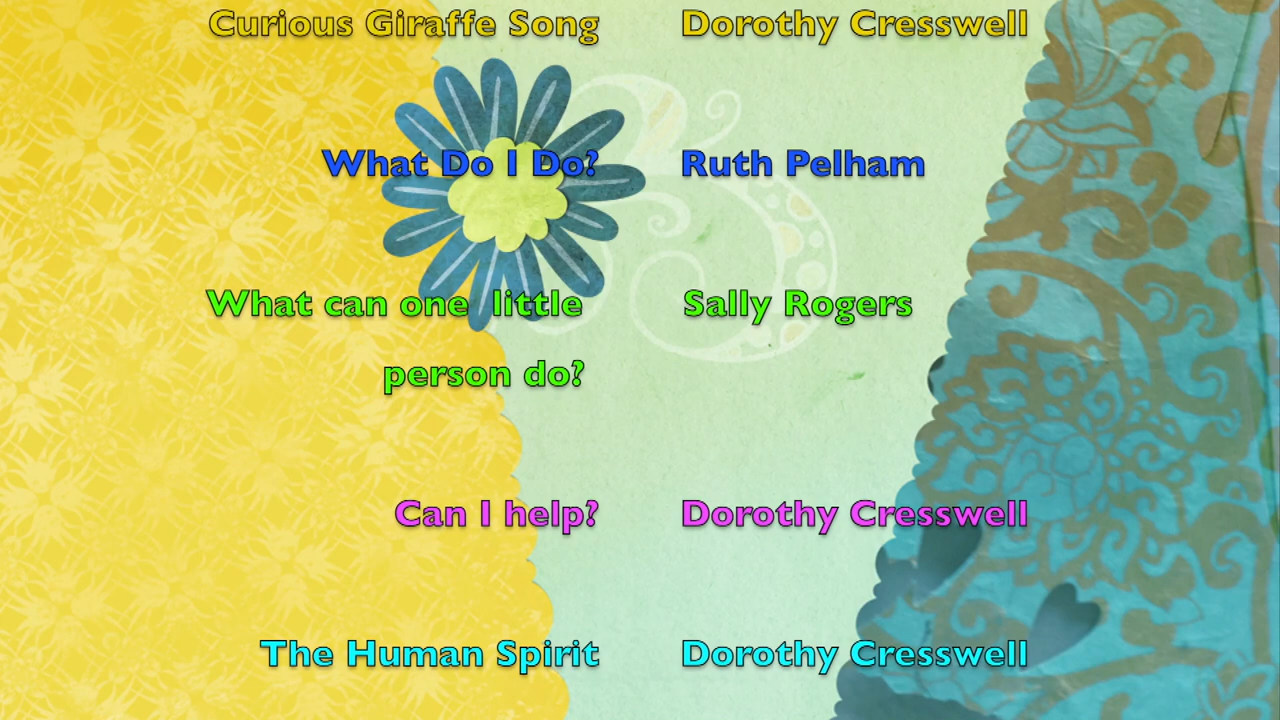 Curious Giraffe Song Dorothy Cresswell
What Do I Do? Ruth Pelham
What can one little Sally Rogers
person do?
Can I help? Dorothy Cresswell
The Human Spirit Dorothy Cresswell